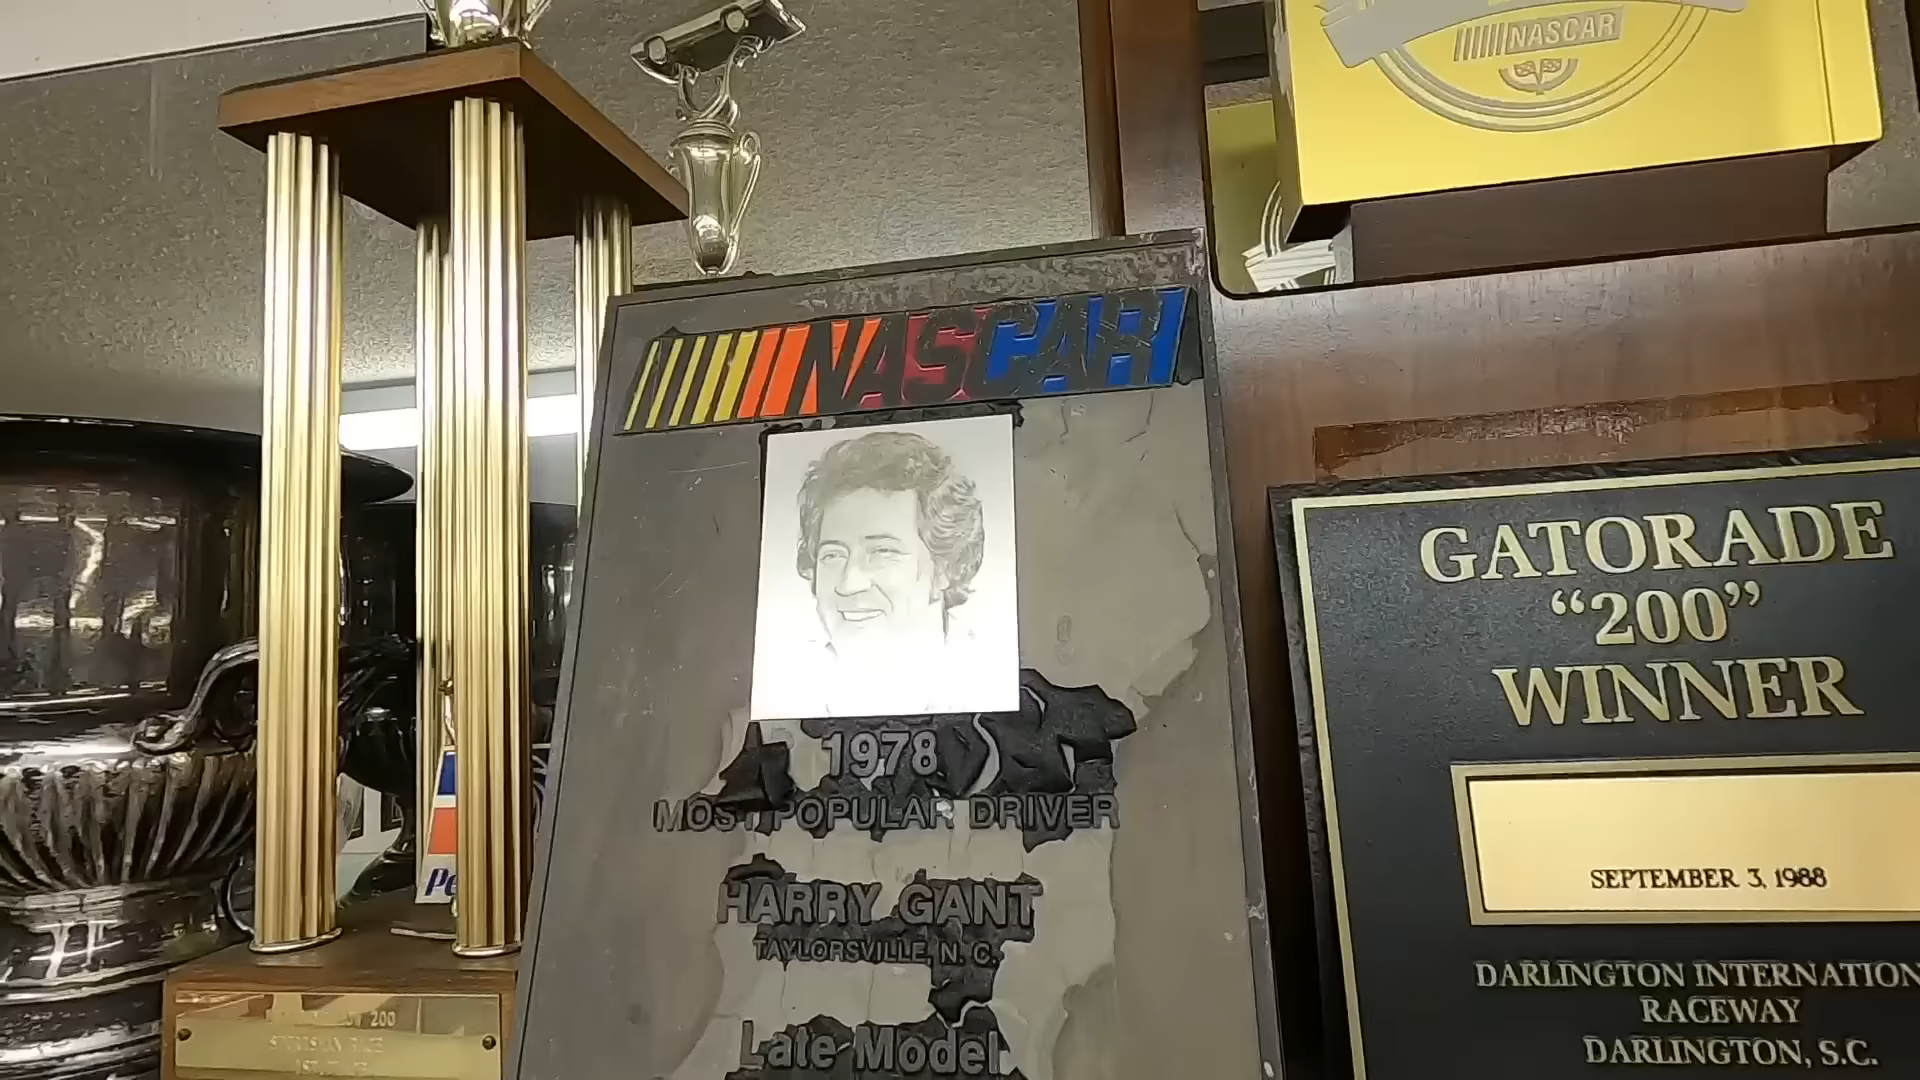 NASCAR
NASCAR
1978
MOST POPULAR DRIVER
HARRY GANT
TAYLORSVILLE, N. C.
Late Model
GATORADE
“200”
WINNER
SEPTEMBER 3, 1988
DARLINGTON INTERNATION
RACEWAY
DARLINGTON, S.C.
Pe
200